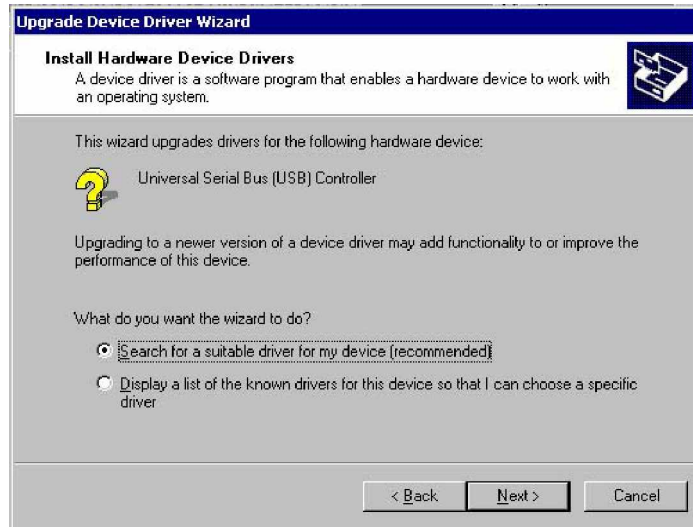 Upgrade Device Driver Wizard
Install Hardware Device Drivers
A device driver is a software program that enables a hardware device to work with
an operating system.
This wizard upgrades drivers for the following hardware device:
Universal Serial Bus (USB) Controller
Upgrading to a newer version of a device driver may add functionality to or improve the
performance of this device.
What do you want the wizard to do?
Search for a suitable driver for my device (recommended)
Display a list of the known drivers for this device so that I can choose a specific
driver
< Back
Next >
Cancel